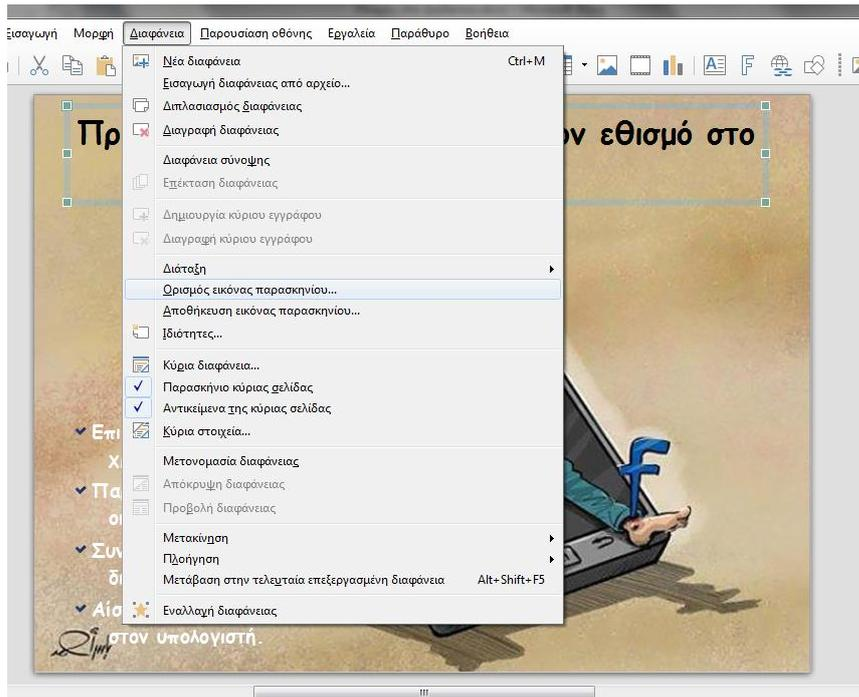 Εισαγωγή Μορφή Διαφάνεια Παρουσίαση οθόνης Εργαλεία Παράθυρο Βοήθεια
Νέα διαφάνεια Ctrl+M
Εισαγωγή διαφάνειας από αρχείο...
Διπλασιασμός διαφάνειας
Διαγραφή διαφάνειας
Διαφάνεια σύνοψης
Επέκταση διαφάνειας
Δημιουργία κύριου εγγράφου
Διαγραφή κύριου εγγράφου
Διάταξη
Ορισμός εικόνας παρασκηνίου...
Αποθήκευση εικόνας παρασκηνίου...
Ιδιότητες...
Κύρια διαφάνεια...
Παρασκήνιο κύριας σελίδας
Αντικείμενα της κύριας σελίδας
Κύρια στοιχεία...
Μετονομασία διαφάνειας
Απόκρυψη διαφάνειας
Προβολή διαφάνειας
Μετακίνηση
Πλοήγηση
Μετάβαση στην τελευταία επεξεργασμένη διαφάνεια Alt+Shift+F5
Εναλλαγή διαφάνειας
Πρ ον εθισμό στο
Επι
Χ
Πα
Συν
δ
Αίσ
στον υπολογιστή.